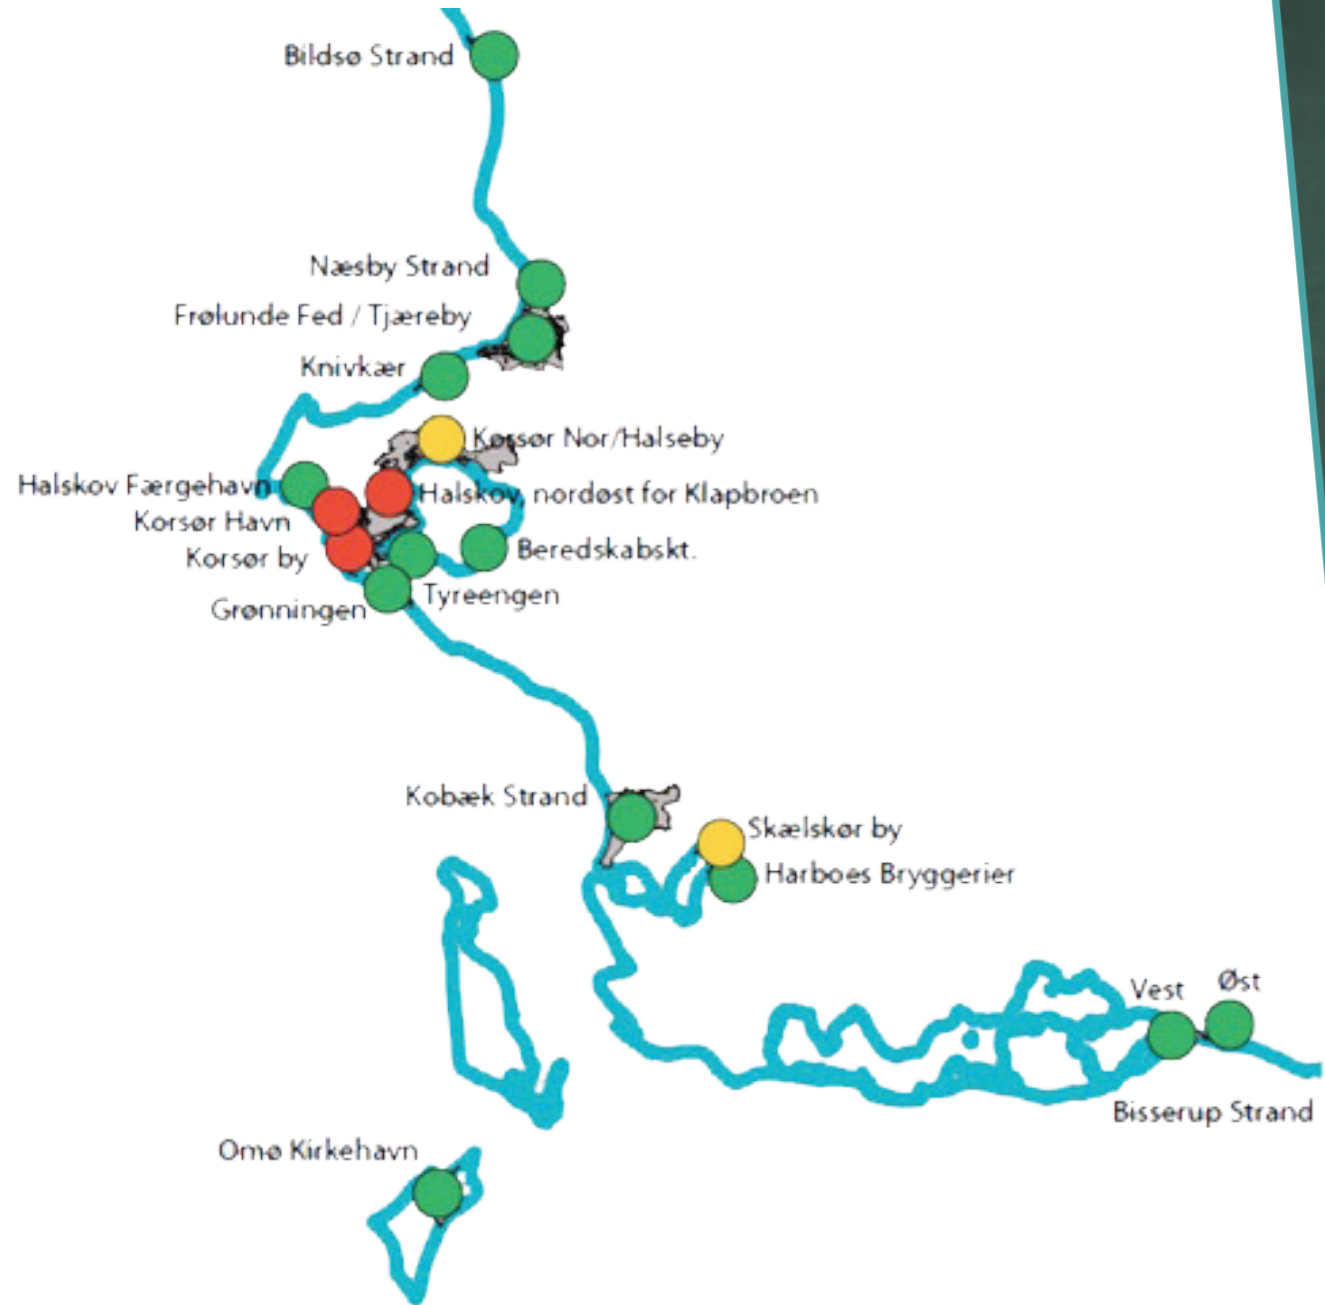 Bildsø Strand
Næsby Strand
Frølunde Fed / Tjæreby
Knivkær
Korsør Nor/Halseby
Halskov Færgehavn
Halskov, nordøst for Klapbroen
Korsør Havn
Korsør by
Beredskabskt.
Tyreengen
Grønningen
Kobæk Strand
Skælskør by
Harboes Bryggerier
Vest
Øst
Bisserup Strand
Omø Kirkehavn